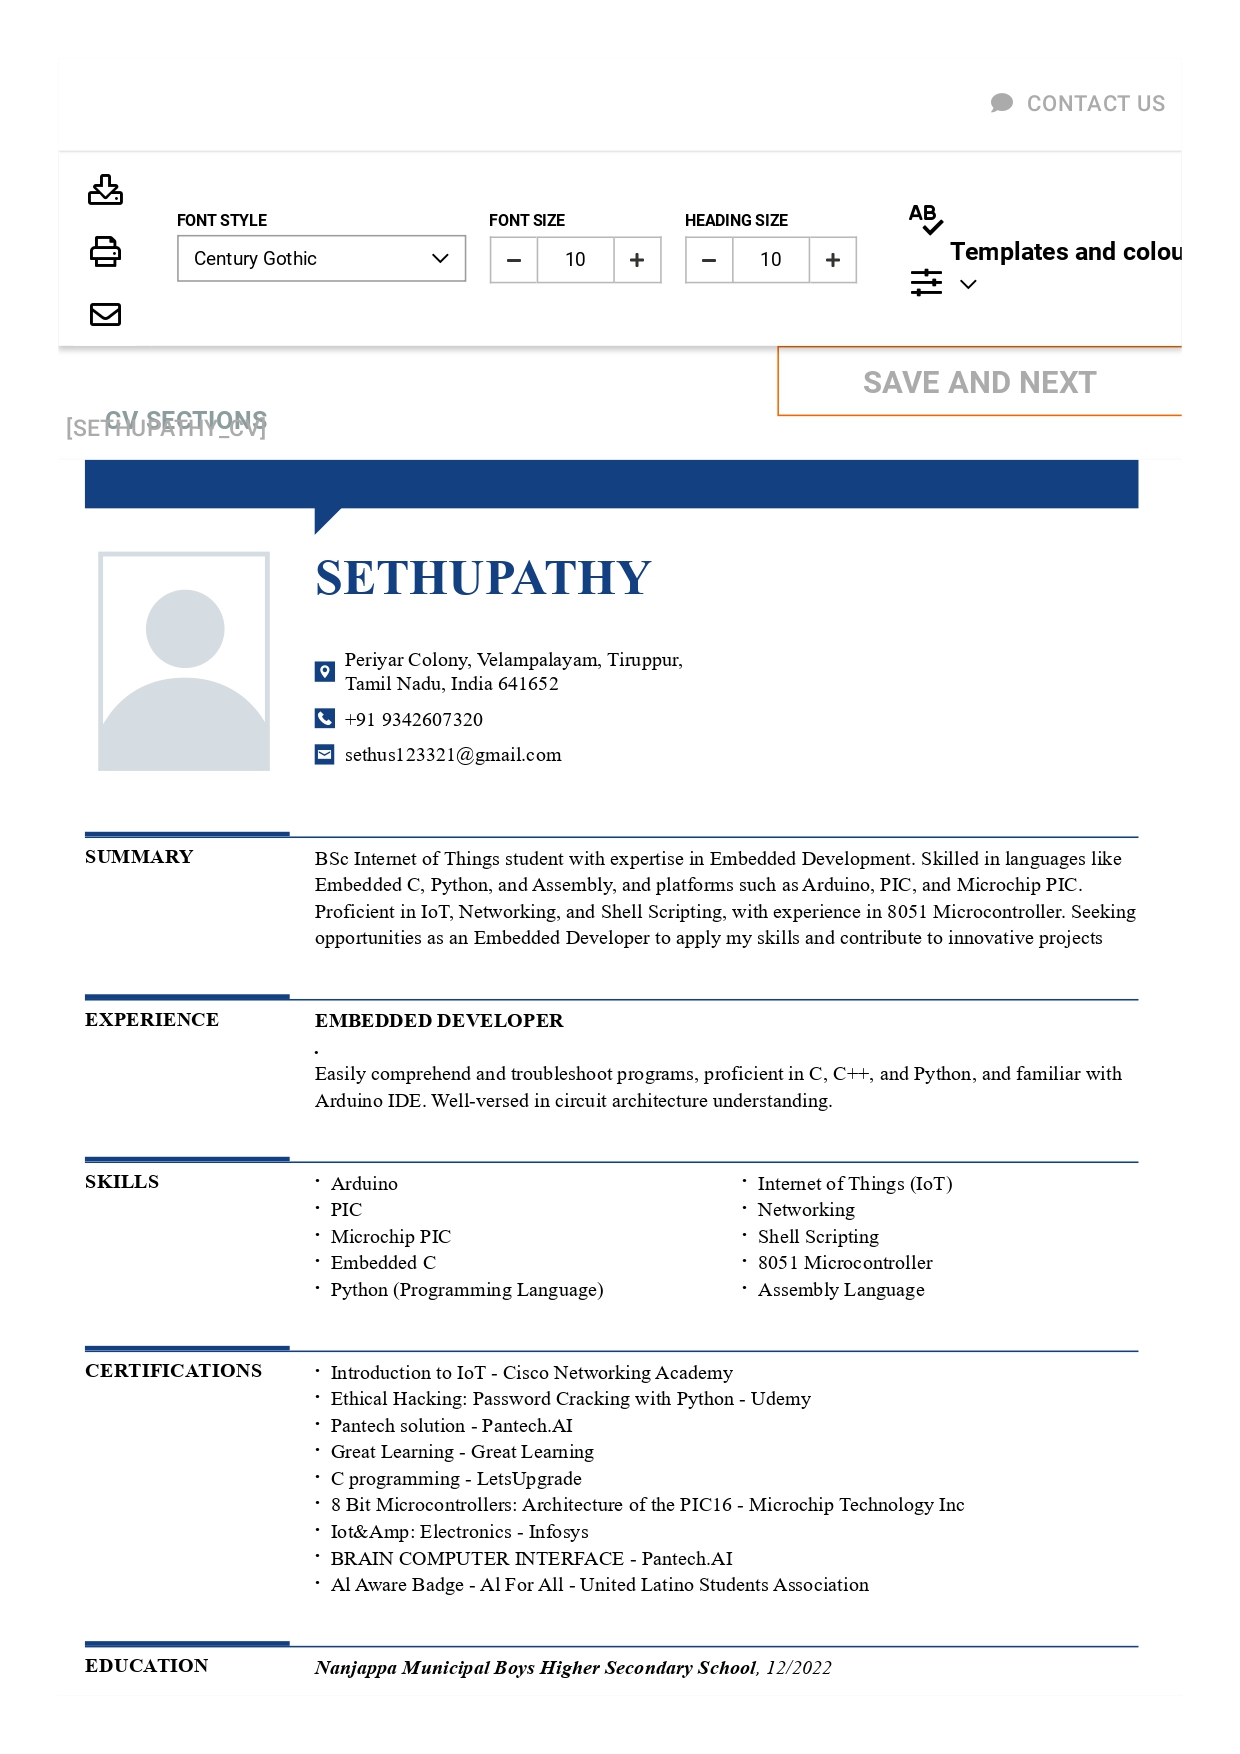 CONTACT US
FONT STYLE
FONT SIZE
HEADING SIZE
AB
Century Gothic
10
10
Templates and colou
SAVE AND NEXT
CV SECTIONS
[SETHUPATHY_CV]
SETHUPATHY
Periyar Colony, Velampalayam, Tiruppur,
Tamil Nadu, India 641652
+91 9342607320
sethus123321@gmail.com
SUMMARY
BSc Internet of Things student with expertise in Embedded Development. Skilled in languages like
Embedded C, Python, and Assembly, and platforms such as Arduino, PIC, and Microchip PIC.
Proficient in IoT, Networking, and Shell Scripting, with experience in 8051 Microcontroller. Seeking
opportunities as an Embedded Developer to apply my skills and contribute to innovative projects
EXPERIENCE
EMBEDDED DEVELOPER
.
Easily comprehend and troubleshoot programs, proficient in C, C++, and Python, and familiar with
Arduino IDE. Well-versed in circuit architecture understanding.
SKILLS
· Arduino
· PIC
· Microchip PIC
· Embedded C
· Python (Programming Language)
· Internet of Things (IoT)
· Networking
· Shell Scripting
· 8051 Microcontroller
· Assembly Language
CERTIFICATIONS
· Introduction to IoT - Cisco Networking Academy
· Ethical Hacking: Password Cracking with Python - Udemy
· Pantech solution - Pantech.AI
· Great Learning - Great Learning
· C programming - LetsUpgrade
· 8 Bit Microcontrollers: Architecture of the PIC16 - Microchip Technology Inc
· Iot&Amp: Electronics - Infosys
· BRAIN COMPUTER INTERFACE - Pantech.AI
· Al Aware Badge - Al For All - United Latino Students Association
EDUCATION
Nanjappa Municipal Boys Higher Secondary School, 12/2022